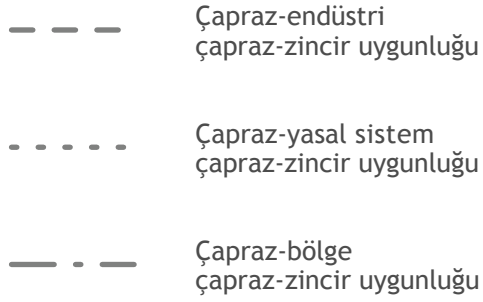 Çapraz-endüstri
çapraz-zincir uygunluğu
Çapraz-yasal sistem
çapraz-zincir uygunluğu
Çapraz-bölge
çapraz-zincir uygunluğu